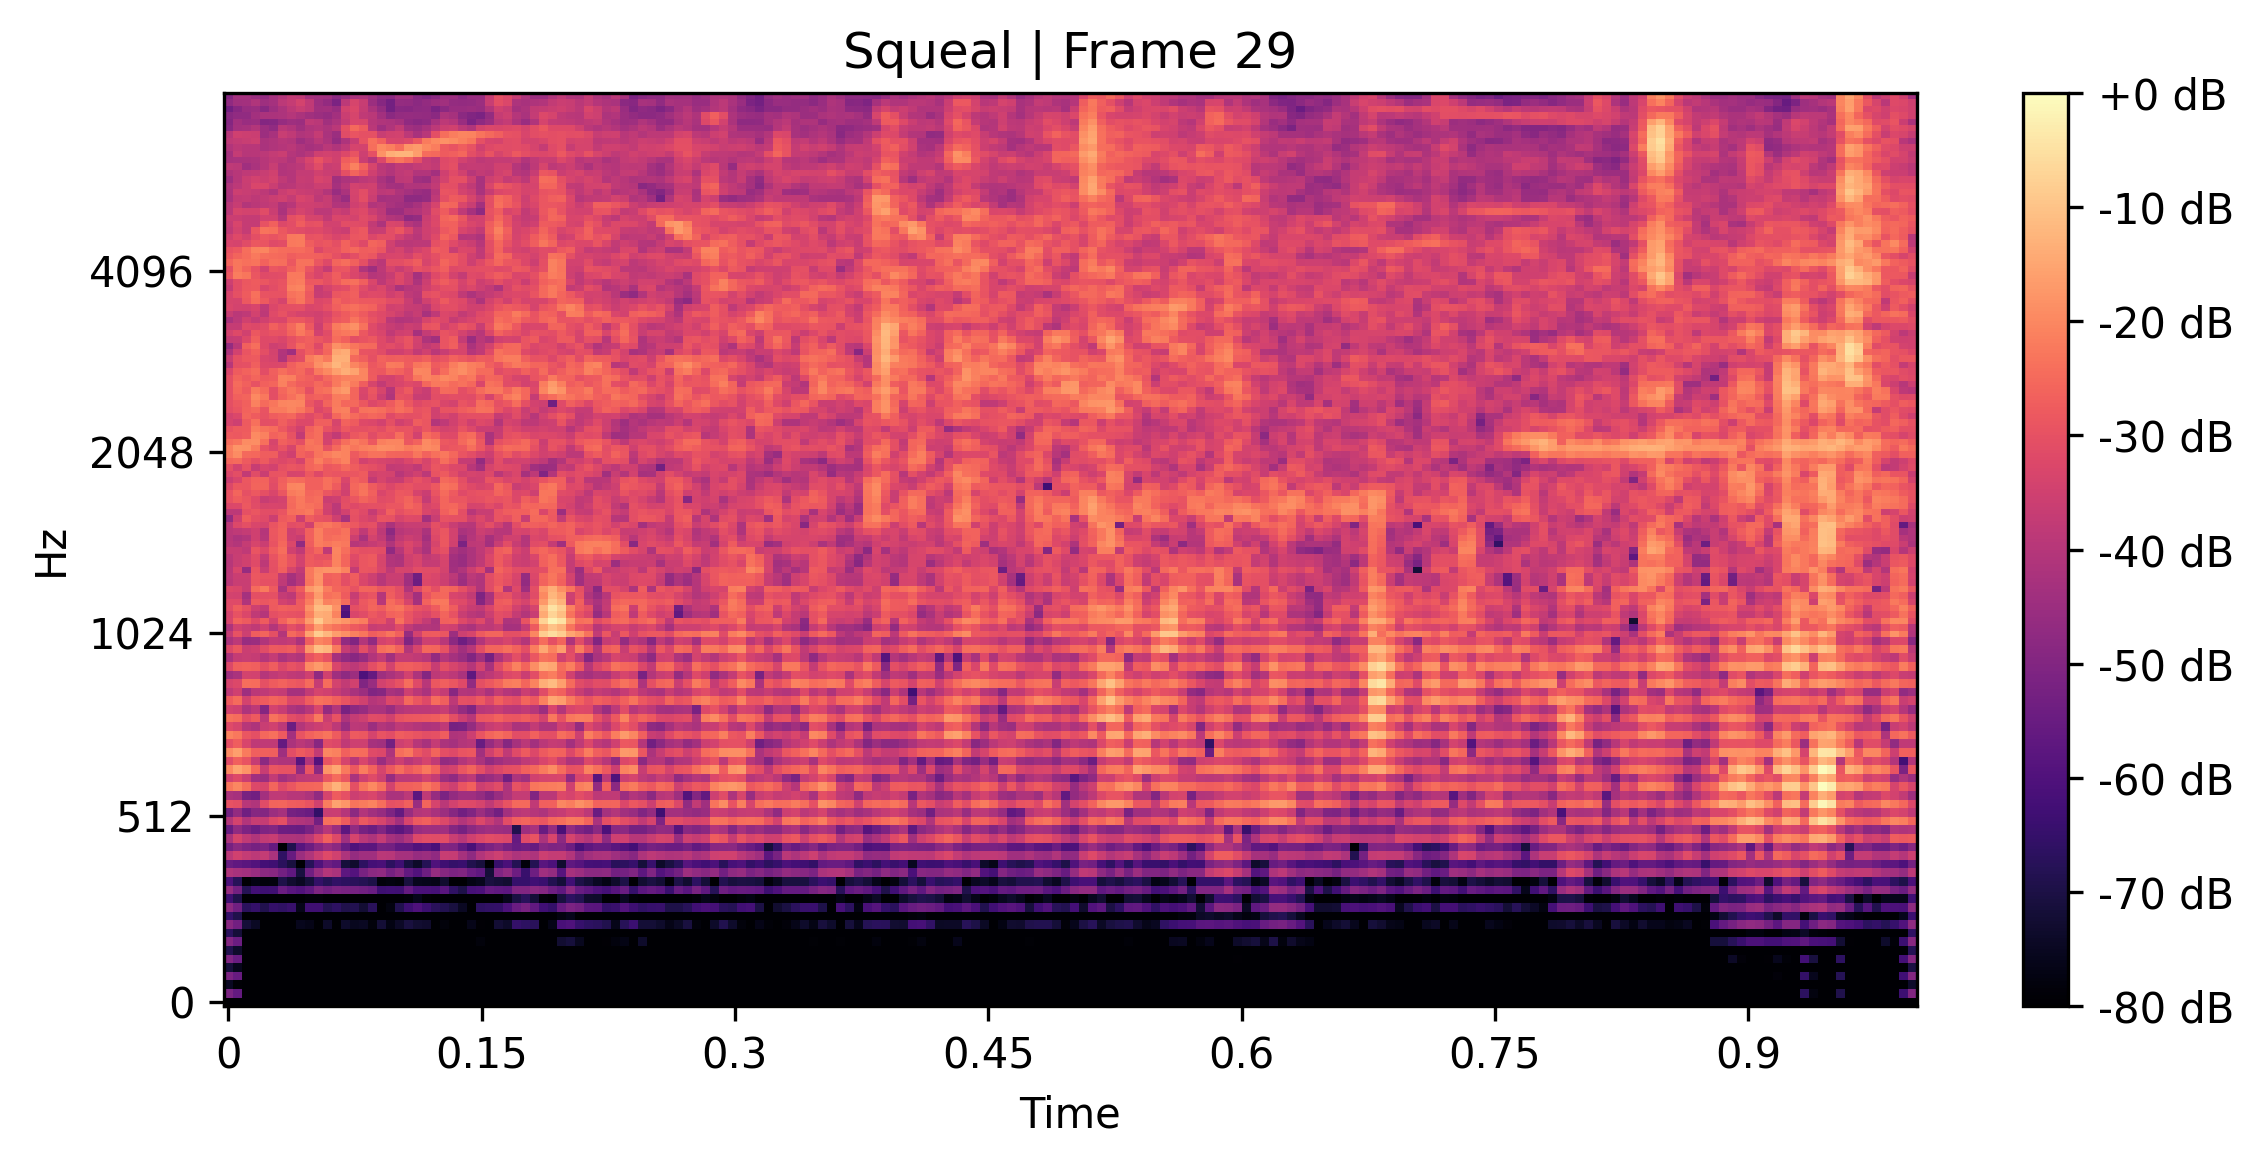 Squeal | Frame 29
Hz
4096
2048
1024
512
0
0
0.15
0.3
0.45
0.6
0.75
0.9
Time
+0 dB
-10 dB
-20 dB
-30 dB
-40 dB
-50 dB
-60 dB
-70 dB
-80 dB